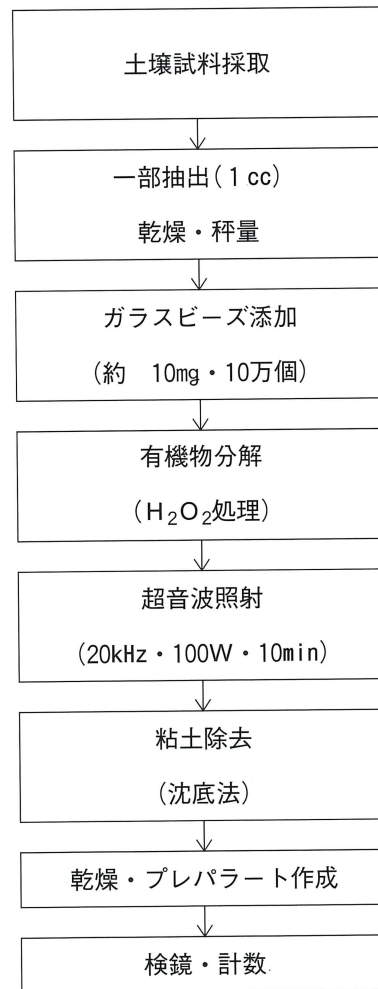 土壌試料採取
一部抽出(1cc)
乾燥・秤量
ガラスビーズ添加
(約 10mg・10万個)
有機物分解
(H₂O₂処理)
超音波照射
(20kHz・100W・10min)
粘土除去
(沈底法)
乾燥・プレパラート作成
検鏡・計数